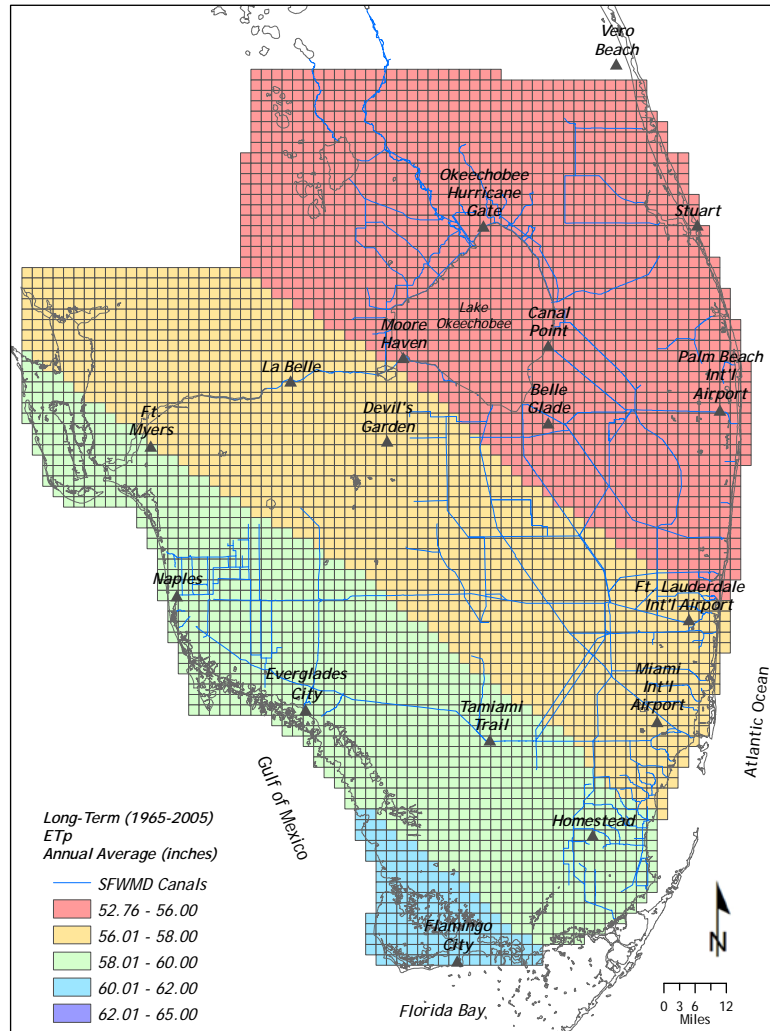 Vero
Beach
Okeechobee
Hurricane
Gate
Stuart
Lake
Okeechobee
Canal
Point
Moore
Haven
Palm Beach
Int'l
Airport
La Belle
Belle
Glade
Devil's
Garden
Ft.
Myers
Naples
Ft. Lauderdale
Int'l Airport
Everglades
City
Miami
Int'l
Airport
Tamiami
Trail
Atlantic Ocean
Gulf of Mexico
Homestead
Flamingo
City
Florida Bay
Long-Term (1965-2005)
ETp
Annual Average (inches)
SFWMD Canals
52.76 - 56.00
56.01 - 58.00
58.01 - 60.00
60.01 - 62.00
62.01 - 65.00
N
0 3 6 12
Miles